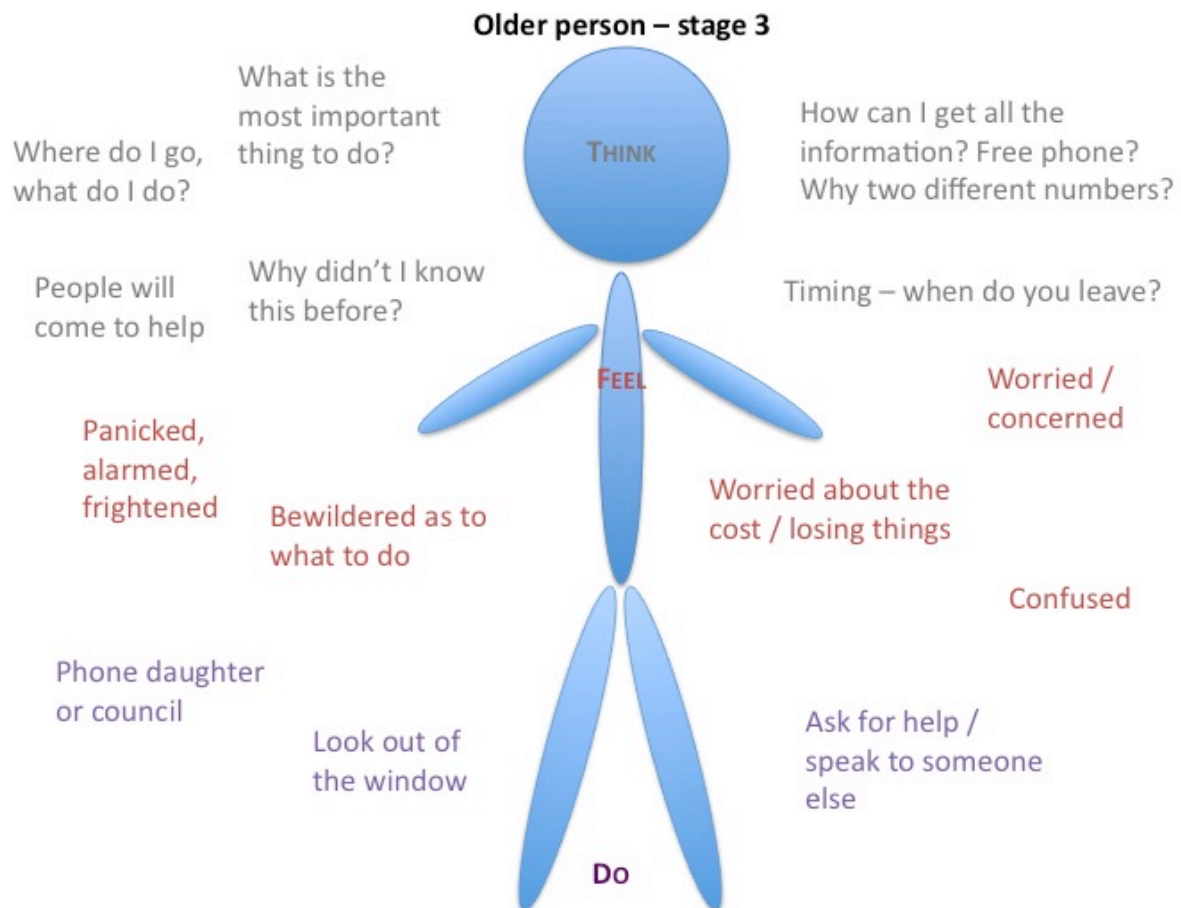 Older person – stage 3
What is the
most important
thing to do?
Where do I go,
what do I do?
THINK
How can I get all the
information? Free phone?
Why two different numbers?
People will
come to help
Why didn't I know
this before?
Timing – when do you leave?
FEEL
Worried /
concerned
Panicked,
alarmed,
frightened
Bewildered as to
what to do
Worried about the
cost / losing things
Confused
Phone daughter
or council
Look out of
the window
Ask for help /
speak to someone
else
DO